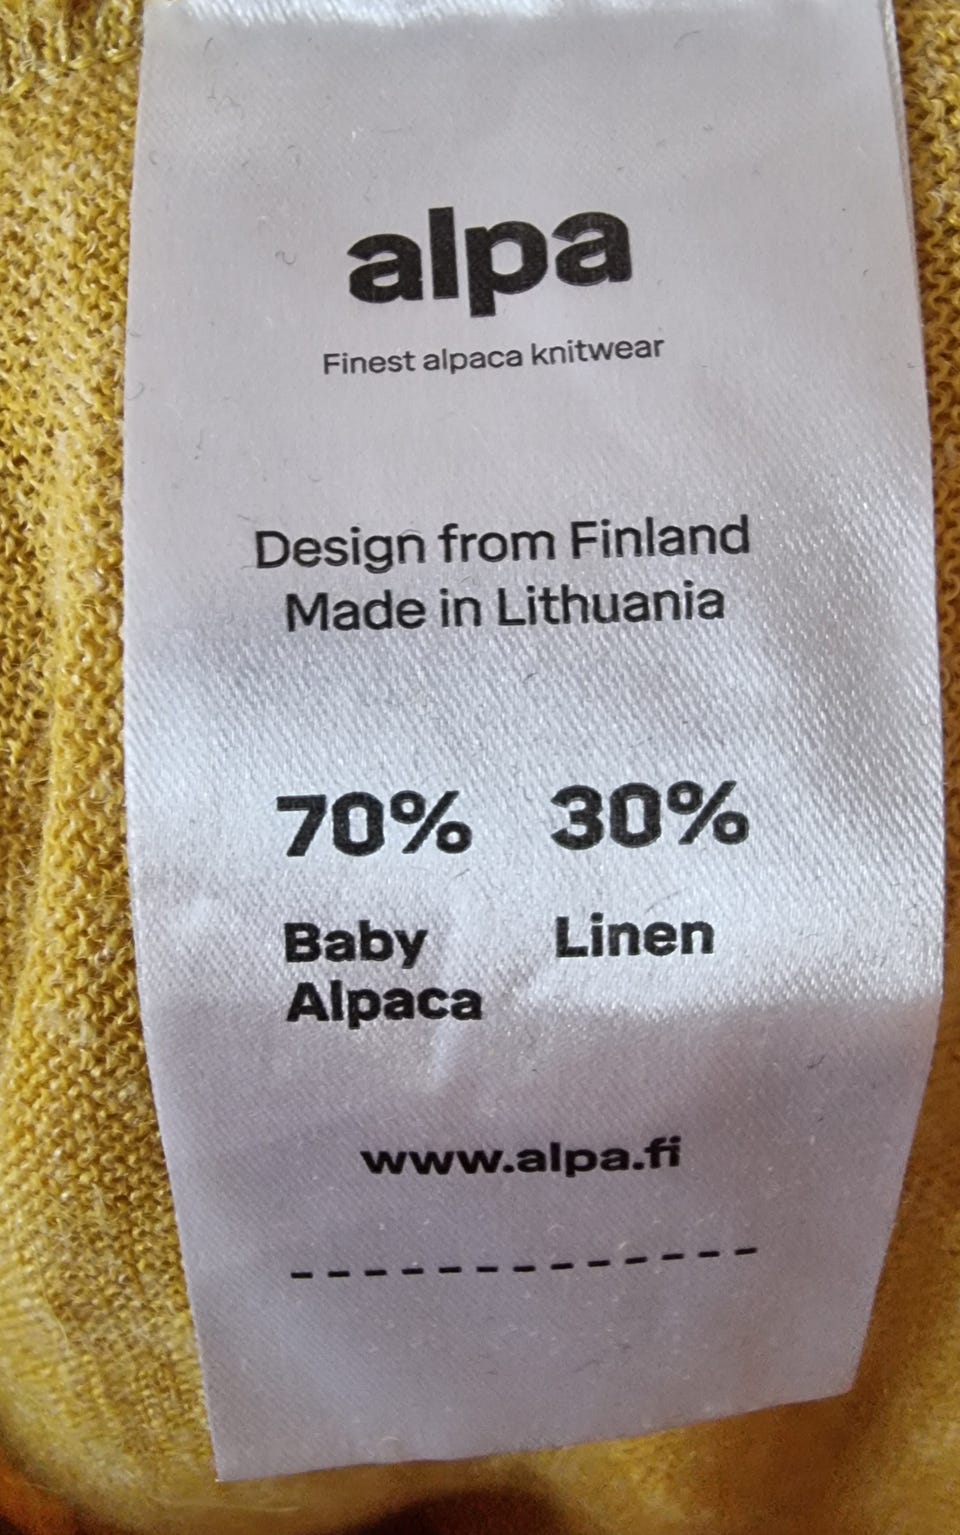 alpa
Finest alpaca knitwear
Design from Finland
Made in Lithuania
70% 30%
Baby Linen
Alpaca
www.alpa.fi